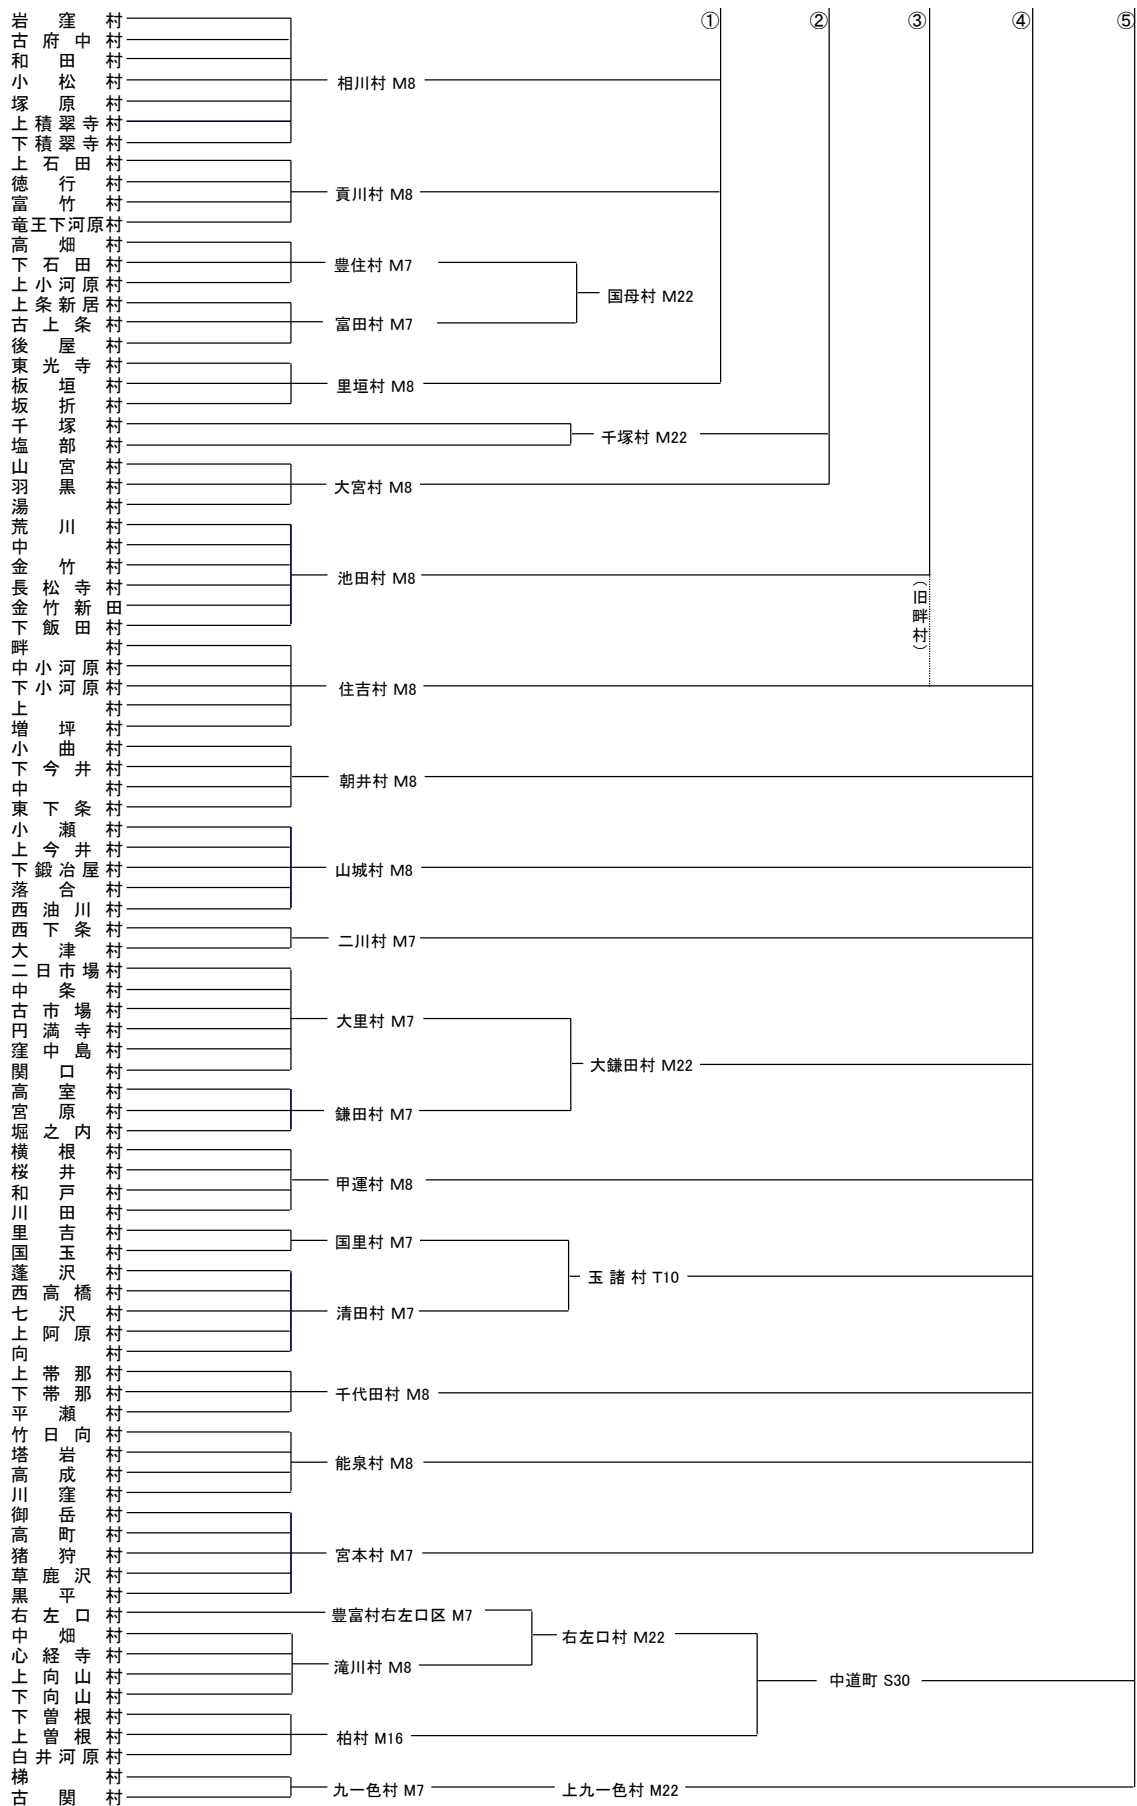 ① ② ③ ④ ⑤
岩窪村
古府中村
和田村
小松村
相川村 M8
塚原村
上積翠寺村
下積翠寺村
上石田村
徳行村
貢川村 M8
富竹村
竜王下河原村
高畑村
下石田村
豊住村 M7
上小河原村
国母村 M22
上条新居村
古上条村
富田村 M7
後屋村
東光寺村
板垣村
里垣村 M8
坂折村
千塚村
千塚村 M22
塩部村
山宮村
羽黒村
大宮村 M8
湯村
荒川村
中村
金竹村
池田村 M8
長松寺村
金竹新田
下飯田村
(旧畔村)
畔村
中小河原村
下小河原村
住吉村 M8
上村
増坪村
小曲村
下今井村
朝井村 M8
中村
東下条村
小瀬村
上今井村
下鍛冶屋村
山城村 M8
落合村
西油川村
西下条村
二川村 M7
大津村
二日市場村
中条村
古市場村
大里村 M7
円満寺村
窪中島村
関口村
大鎌田村 M22
高室村
宮原村
鎌田村 M7
堀之内村
横根村
桜井村
甲運村 M8
和戸村
川田村
里吉村
国里村 M7
国玉村
蓬沢村
玉諸村 T10
西高橋村
七沢村
清田村 M7
上阿原村
向村
上帯那村
下帯那村
千代田村 M8
平瀬村
竹日向村
塔岩村
能泉村 M8
高成村
川窪村
御岳村
高町村
猪狩村
宮本村 M7
草鹿沢村
黒平村
右左口村
豊富村右左口区 M7
中畑村
右左口村 M22
心経寺村
滝川村 M8
上向山村
中道町 S30
下向山村
下曽根村
上曽根村
柏村 M16
白井河原村
梯村
九一色村 M7
上九一色村 M22
古関村